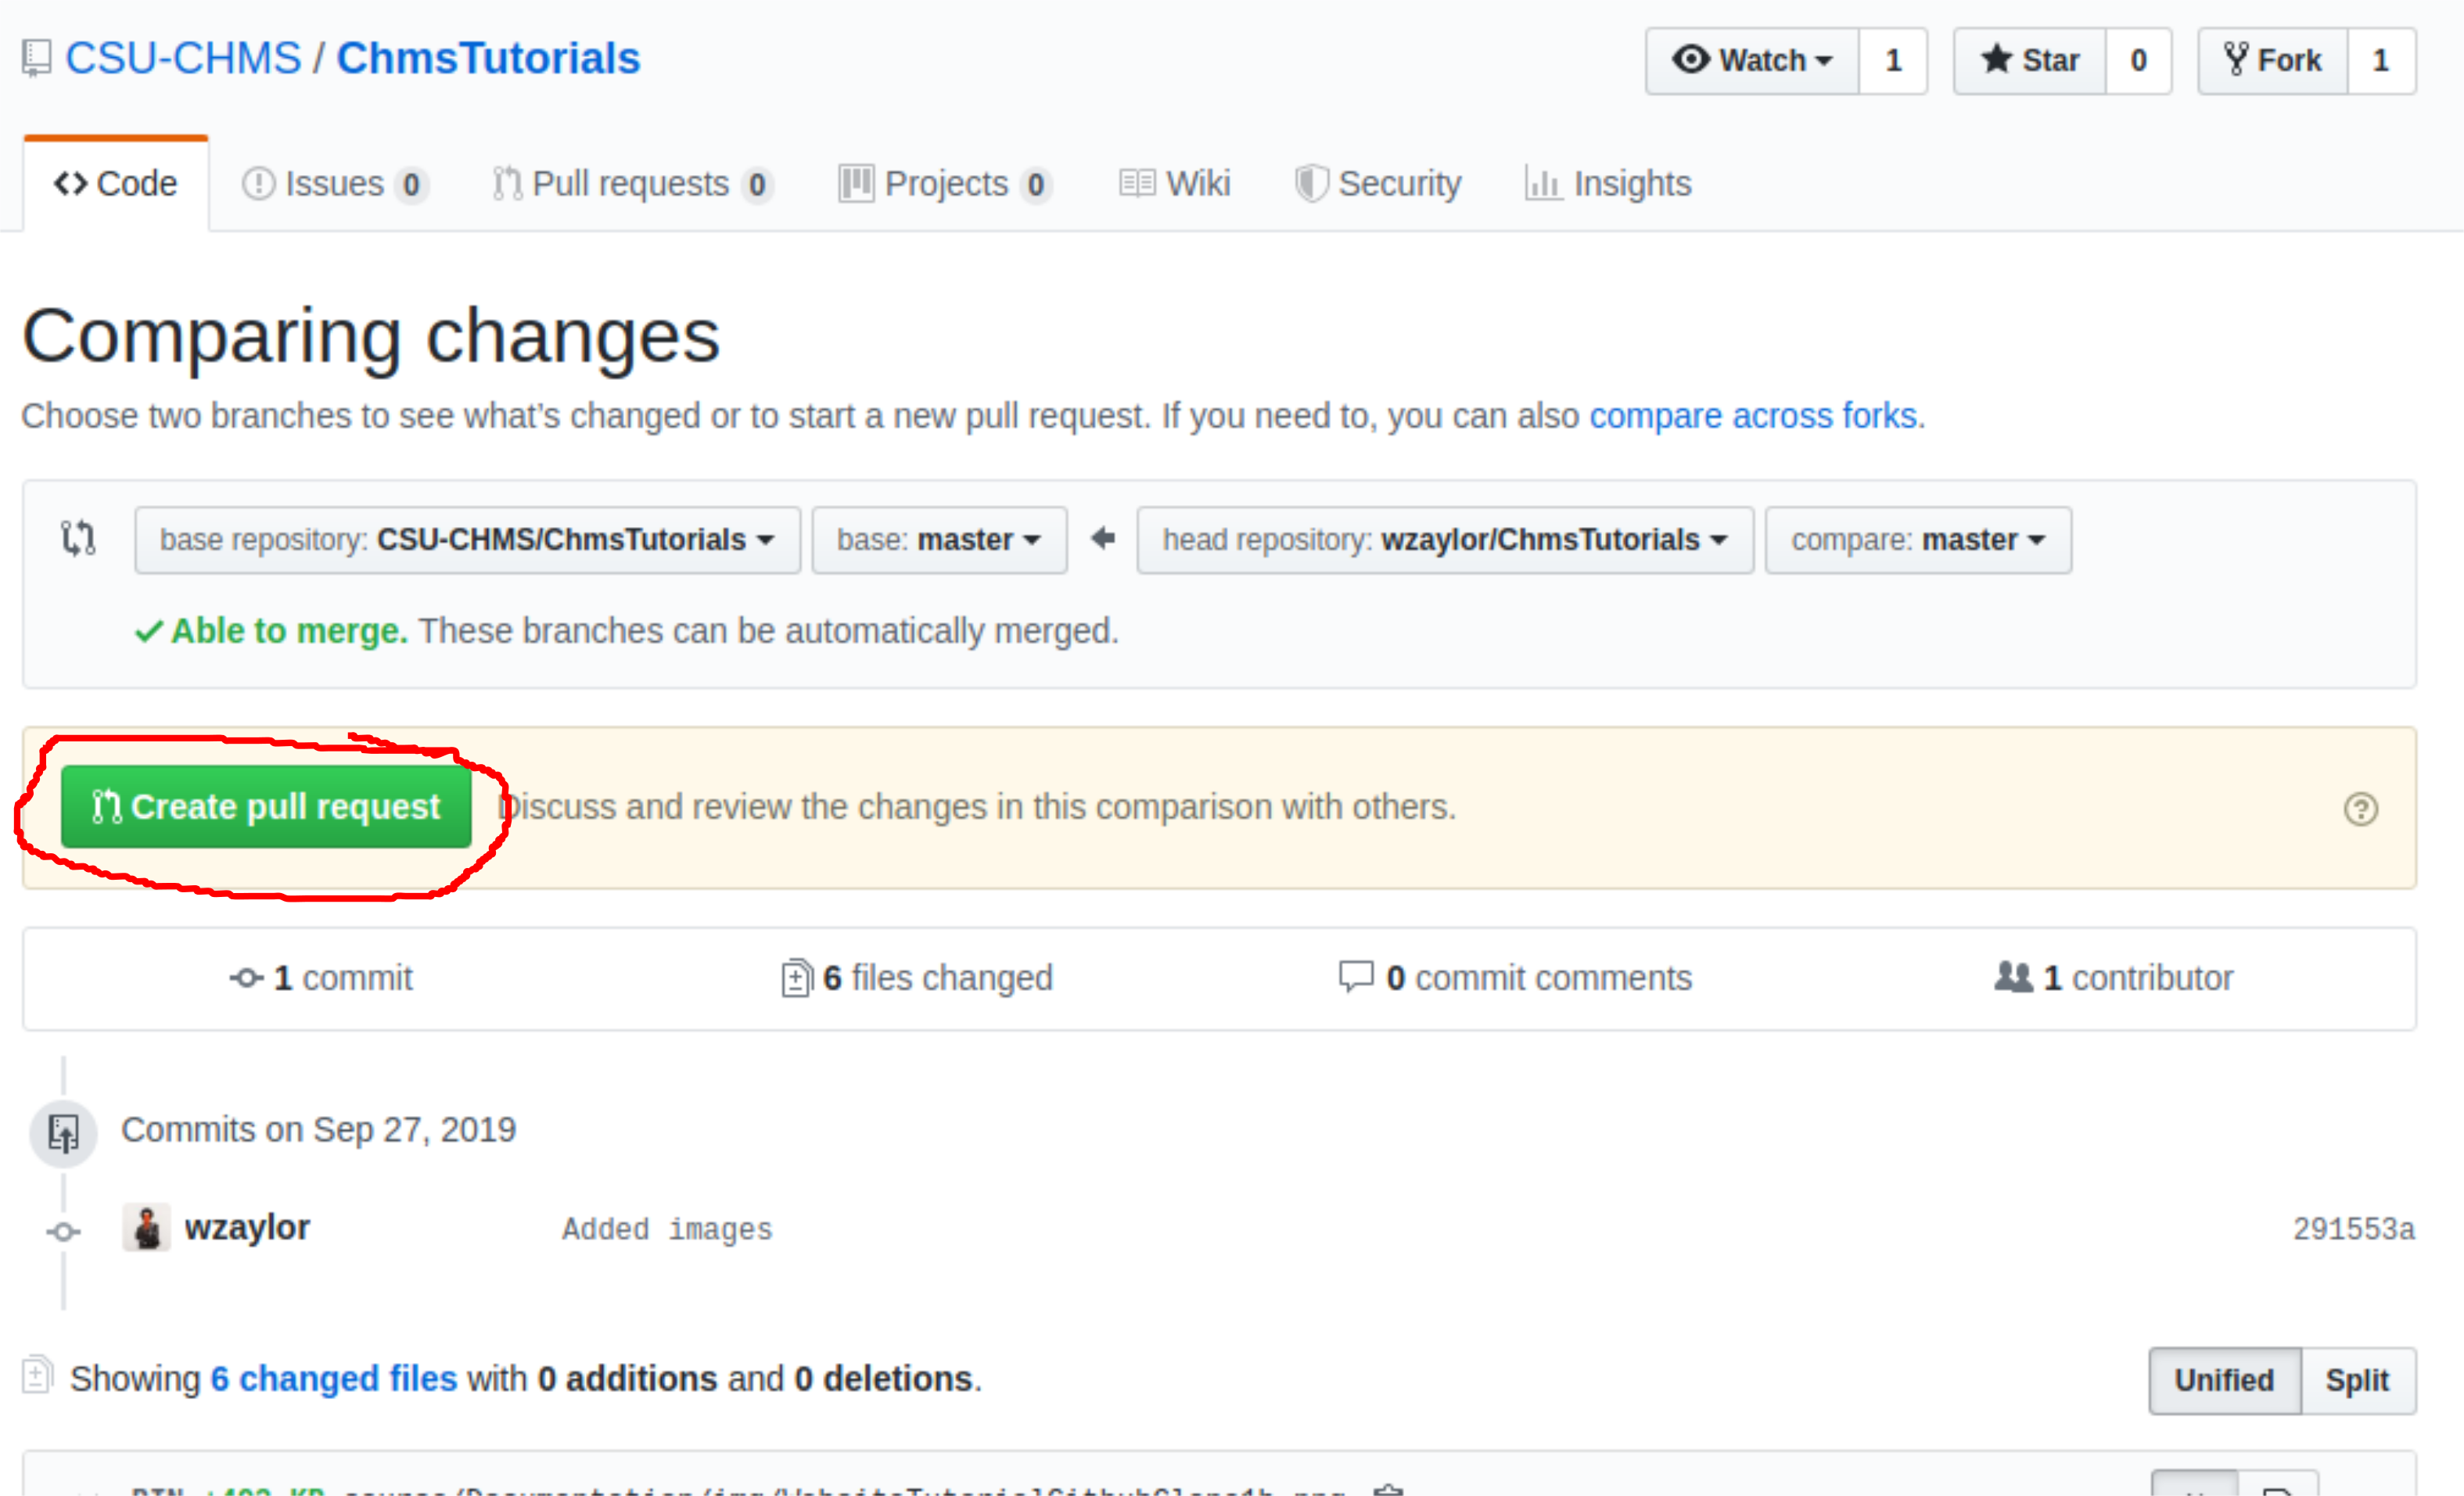 CSU-CHMS / ChmsTutorials
Watch 1 Star 0 Fork 1
Code Issues 0 Pull requests 0 Projects 0 Wiki Security Insights
Comparing changes
Choose two branches to see what’s changed or to start a new pull request. If you need to, you can also compare across forks.
base repository: CSU-CHMS/ChmsTutorials base: master head repository: wzaylor/ChmsTutorials compare: master
Able to merge. These branches can be automatically merged.
Create pull request Discuss and review the changes in this comparison with others.
1 commit 6 files changed 0 commit comments 1 contributor
Commits on Sep 27, 2019
wzaylor Added images 291553a
Showing 6 changed files with 0 additions and 0 deletions.
Unified Split